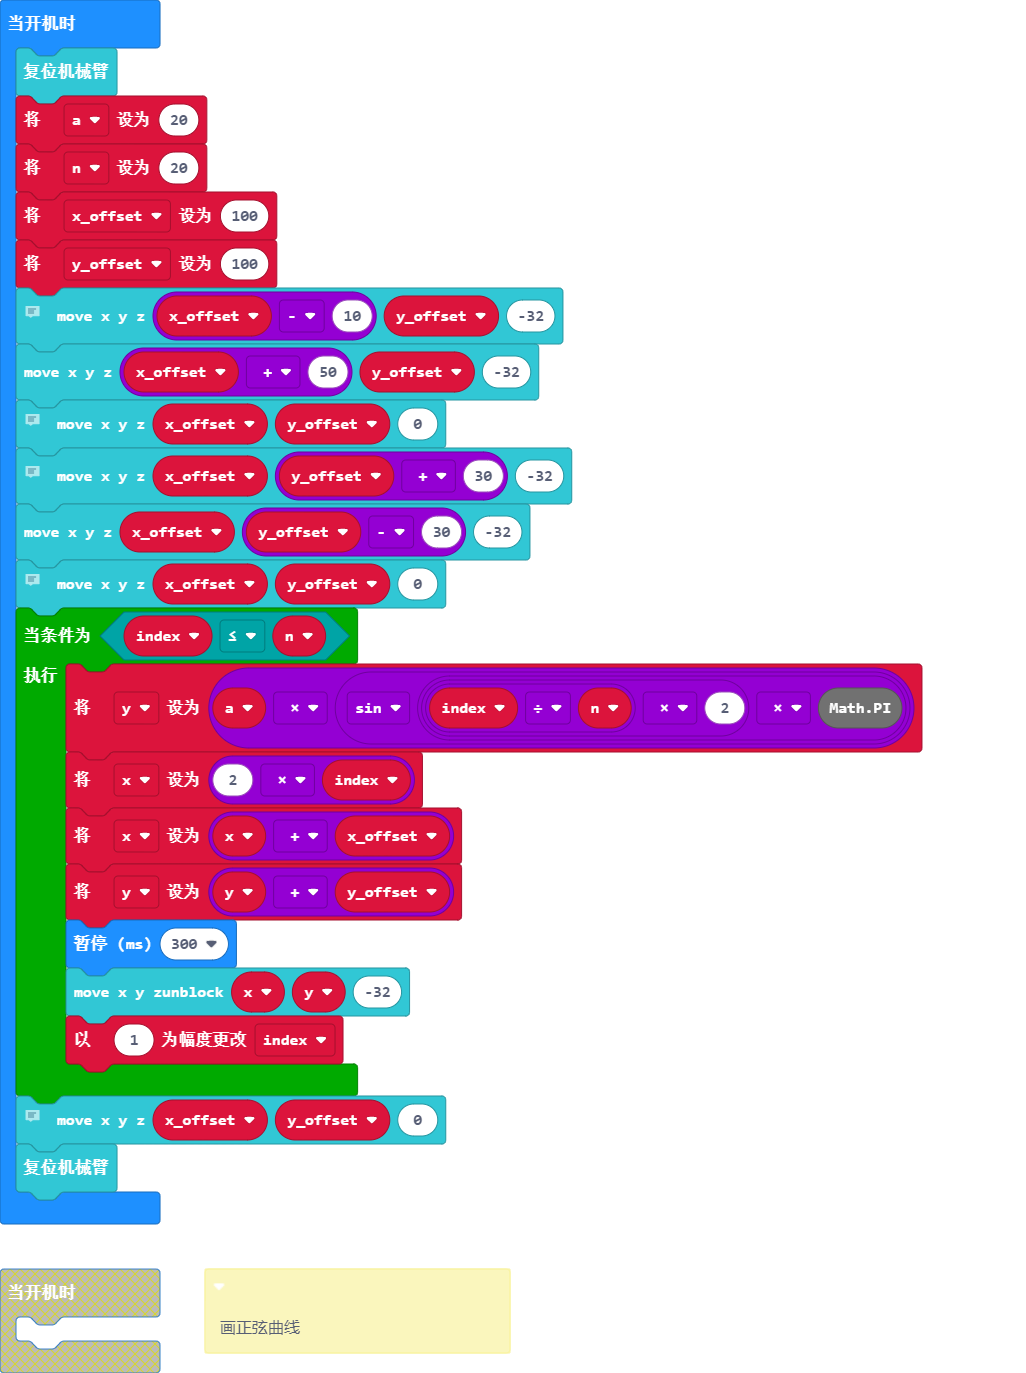 当开机时
复位机械臂
将 a 设为 20
将 n 设为 20
将 x_offset 设为 100
将 y_offset 设为 100
move x y z x_offset - 10 y_offset -32
move x y z x_offset + 50 y_offset -32
move x y z x_offset y_offset 0
move x y z x_offset y_offset + 30 -32
move x y z x_offset y_offset - 30 -32
move x y z x_offset y_offset 0
当条件为 index ≤ n
执行
将 y 设为 a × sin index ÷ n × 2 × Math.PI
将 x 设为 2 × index
将 x 设为 x + x_offset
将 y 设为 y + y_offset
暂停 (ms) 300
move x y zunblock x y -32
以 1 为幅度更改 index
move x y z x_offset y_offset 0
复位机械臂
当开机时
画正弦曲线